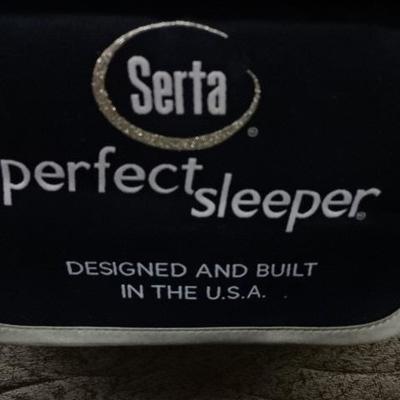 Serta®
perfect sleeper®
DESIGNED AND BUILT
IN THE U.S.A.